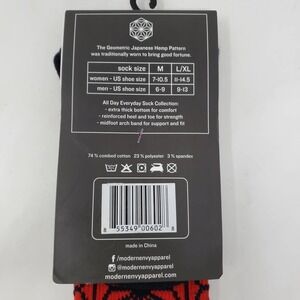 The Geometric Japanese Hemp Pattern
was traditionally worn to bring good fortune.
sock size M L/XL
women - US shoe size 7-10.5 11-14.5
men - US shoe size 6-9 9-13
All Day Everyday Sock Collection:
- extra thick bottom for comfort
- reinforced heel and toe for strength
- midfoot arch band for support and fit
74 % combed cotton 23 % polyester 3 % spandex
8 55349 00602 8
made in China
/modernenvyapparel
@modernenvyapparel